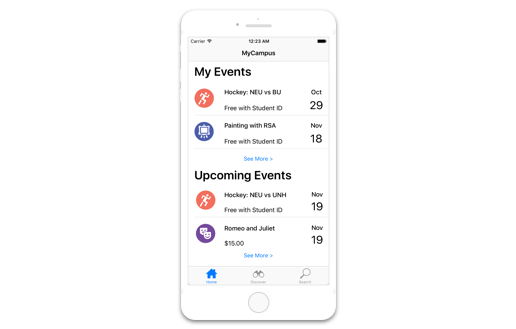 Carrier 12:23 AM
MyCampus
My Events
Hockey: NEU vs BU Oct
Free with Student ID 29
Painting with RSA Nov
Free with Student ID 18
See More >
Upcoming Events
Hockey: NEU vs UNH Nov
Free with Student ID 19
Romeo and Juliet Nov
$15.00 19
See More >
Home Discover Search